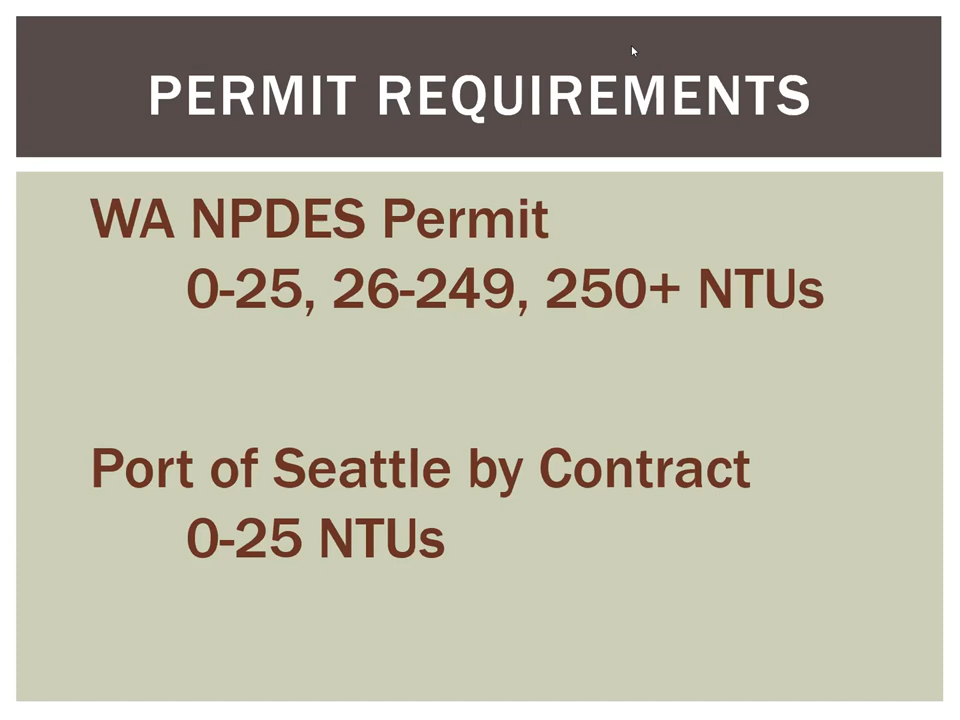 PERMIT REQUIREMENTS
WA NPDES Permit
0-25, 26-249, 250+ NTUs
Port of Seattle by Contract
0-25 NTUs